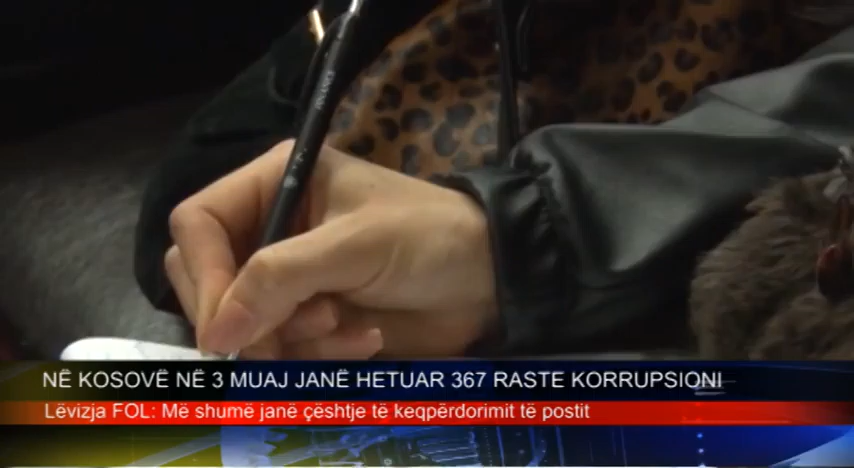 FINANCE
NË KOSOVË NË 3 MUAJ JANË HETUAR 367 RASTE KORRUPSIONI
Lëvizja FOL: Më shumë janë çështje të keqpërdorimit të postit